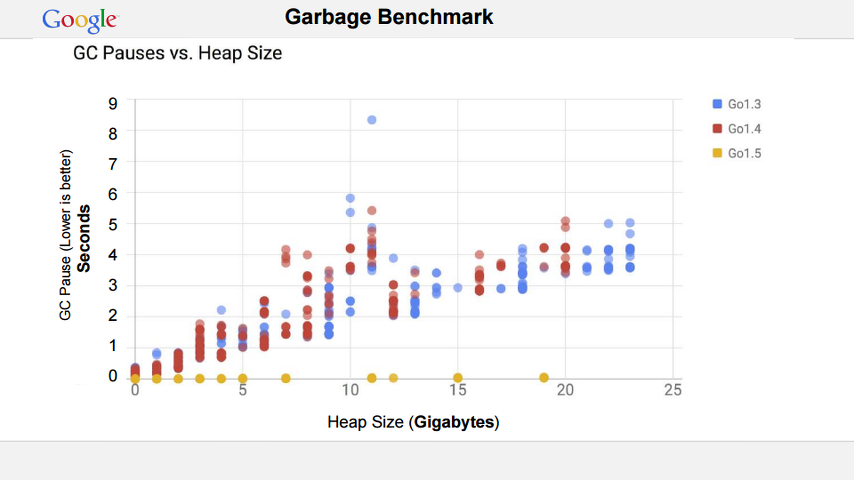 Google
Garbage Benchmark
GC Pauses vs. Heap Size
GC Pause (Lower is better)
Seconds
9
8
7
6
5
4
3
2
1
0
0
5
10
15
20
25
Heap Size (Gigabytes)
Go1.3
Go1.4
Go1.5